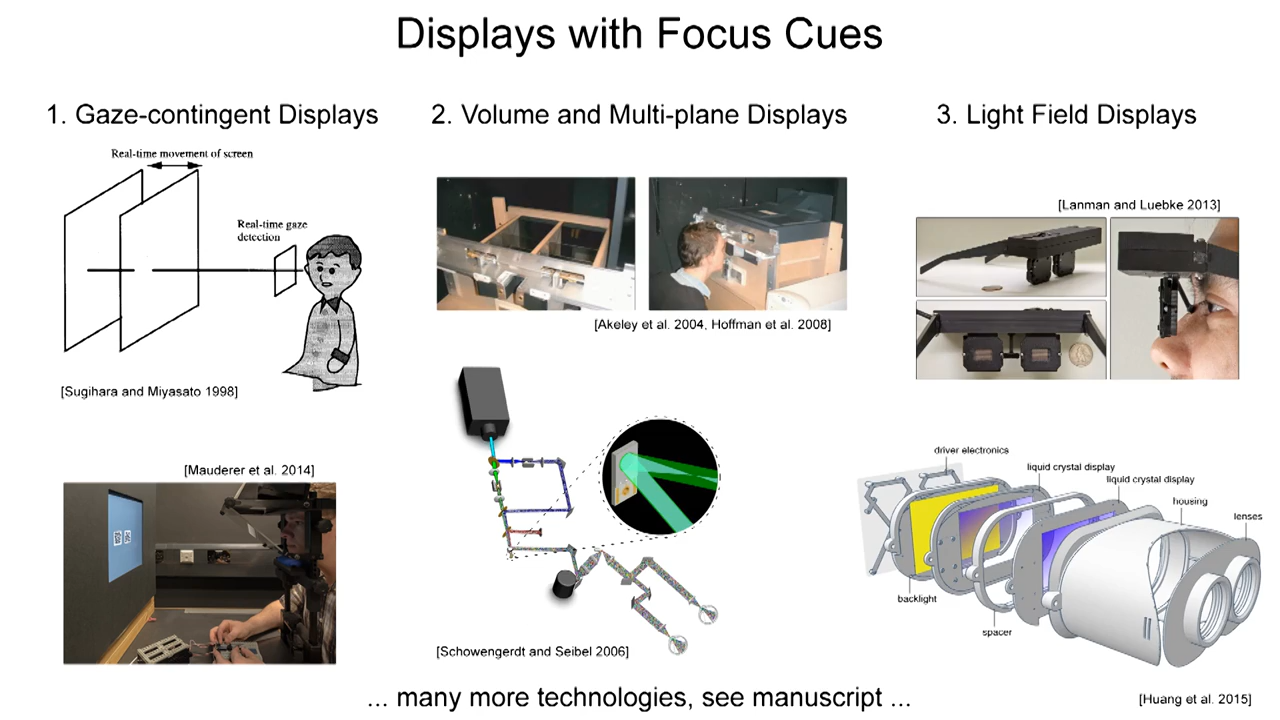 Displays with Focus Cues
1. Gaze-contingent Displays
Real-time movement of screen
Real-time gaze
detection
[Sugihara and Miyasato 1998]
[Mauderer et al. 2014]
2. Volume and Multi-plane Displays
[Akeley et al. 2004, Hoffman et al. 2008]
[Schowengerdt and Seibel 2006]
3. Light Field Displays
[Lanman and Luebke 2013]
driver electronics
liquid crystal display
liquid crystal display
housing
lenses
backlight
spacer
[Huang et al. 2015]
... many more technologies, see manuscript ...